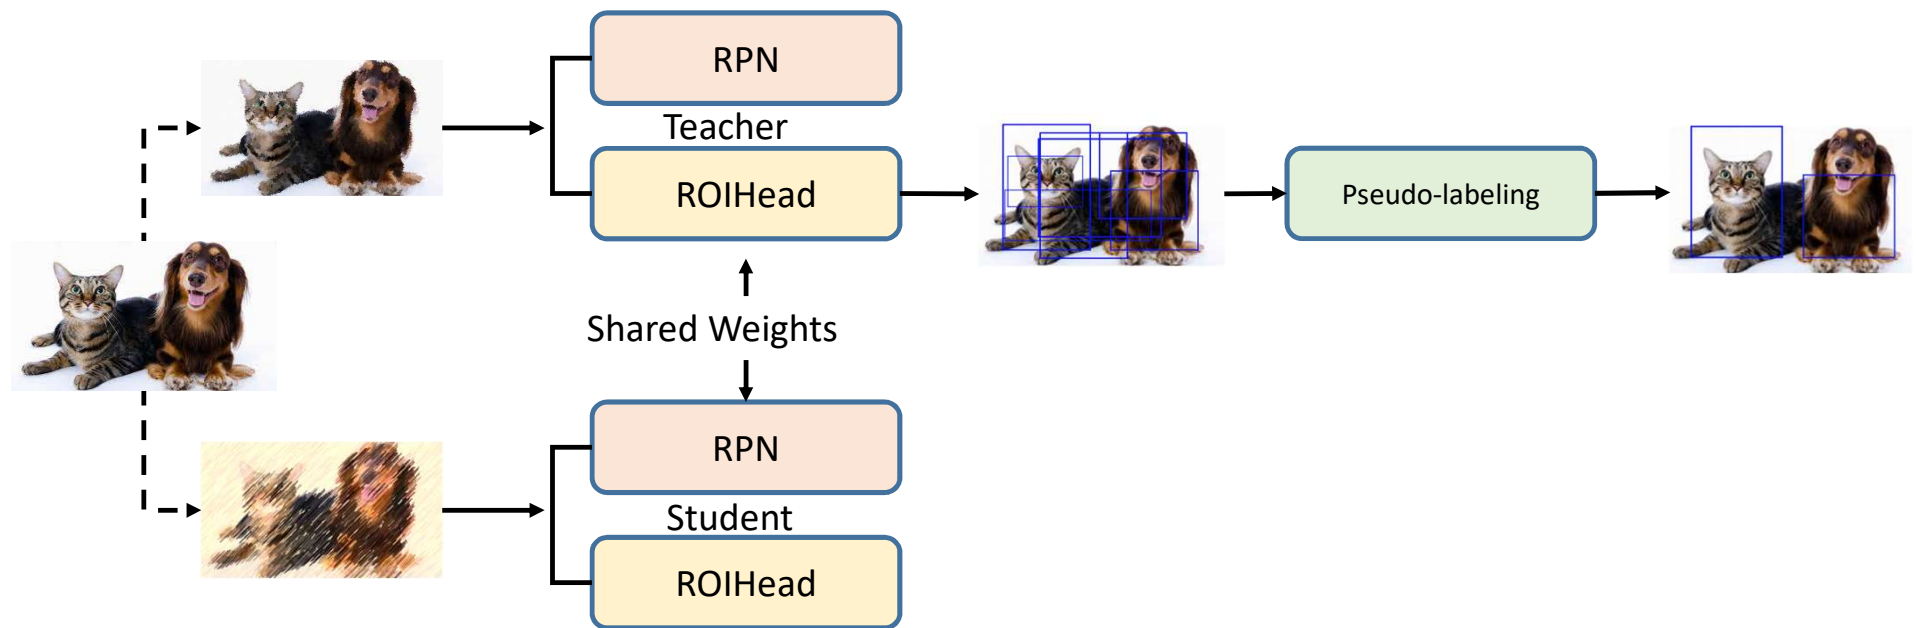 RPN
Teacher
ROIHead
Pseudo-labeling
Shared Weights
RPN
Student
ROIHead